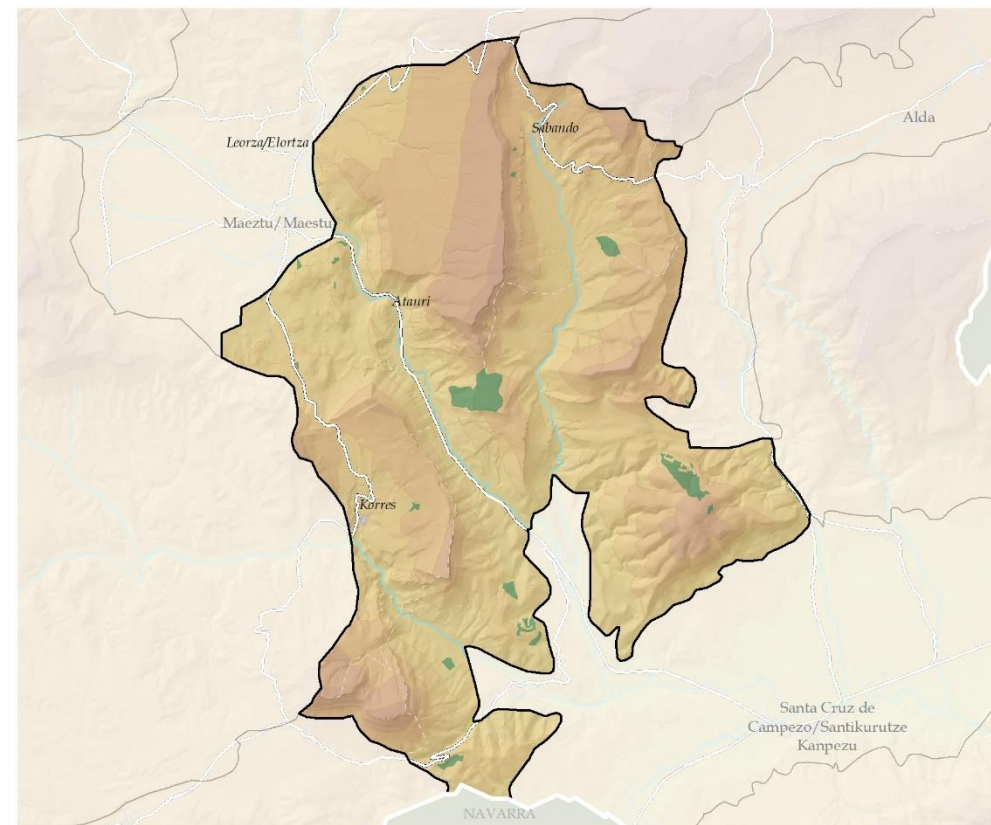 Alda
Sabando
Leorza/Elortza
Maeztu/Maestu
Atauri
Korres
Santa Cruz de
Campezo/Santikurutze
Kanpezu
NAVARRA